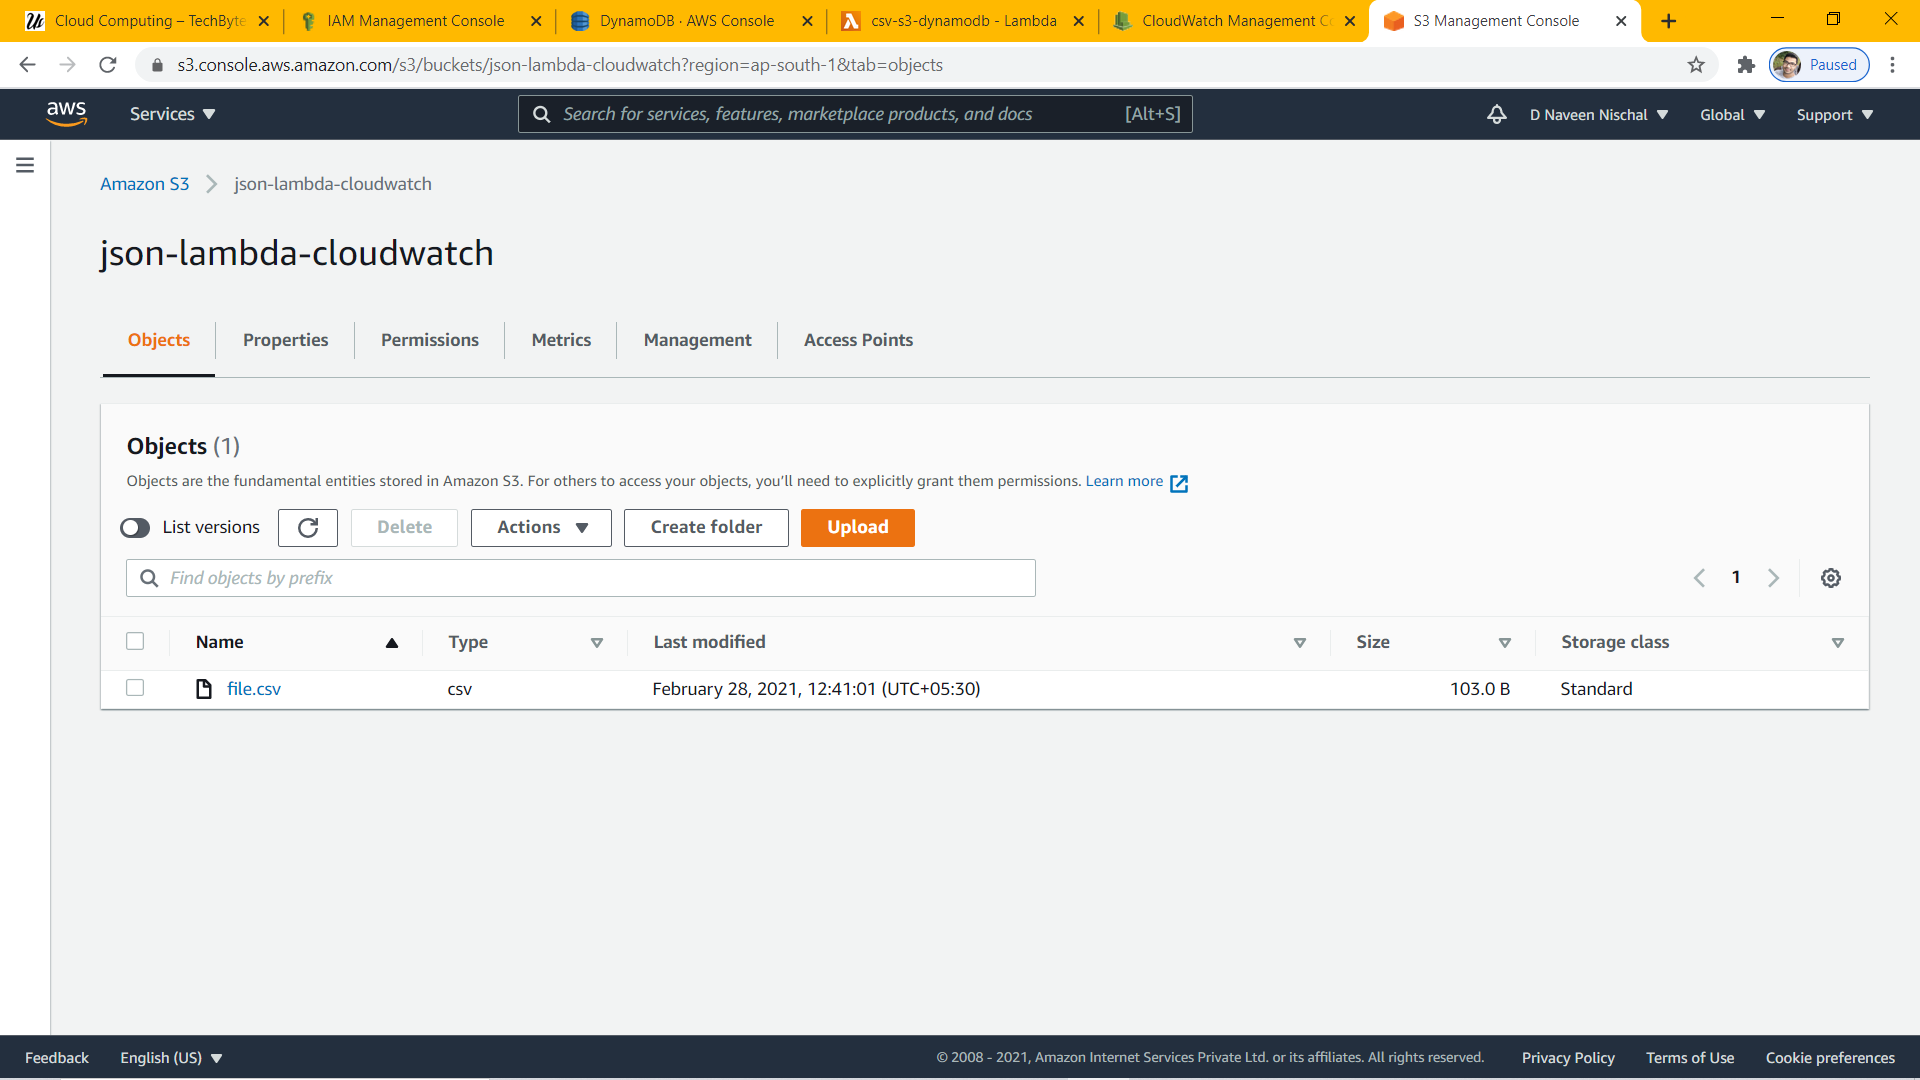 Cloud Computing – TechByte
IAM Management Console
DynamoDB · AWS Console
csv-s3-dynamodb - Lambda
CloudWatch Management Co
S3 Management Console
s3.console.aws.amazon.com/s3/buckets/json-lambda-cloudwatch?region=ap-south-1&tab=objects
Paused
aws
Services
Search for services, features, marketplace products, and docs [Alt+S]
D Naveen Nischal
Global
Support
Amazon S3
json-lambda-cloudwatch
json-lambda-cloudwatch
Objects
Properties
Permissions
Metrics
Management
Access Points
Objects (1)
Objects are the fundamental entities stored in Amazon S3. For others to access your objects, you’ll need to explicitly grant them permissions. Learn more
List versions
Delete
Actions
Create folder
Upload
Find objects by prefix
1
Name
Type
Last modified
Size
Storage class
file.csv
csv
February 28, 2021, 12:41:01 (UTC+05:30)
103.0 B
Standard
Feedback
English (US)
© 2008 - 2021, Amazon Internet Services Private Ltd. or its affiliates. All rights reserved.
Privacy Policy
Terms of Use
Cookie preferences